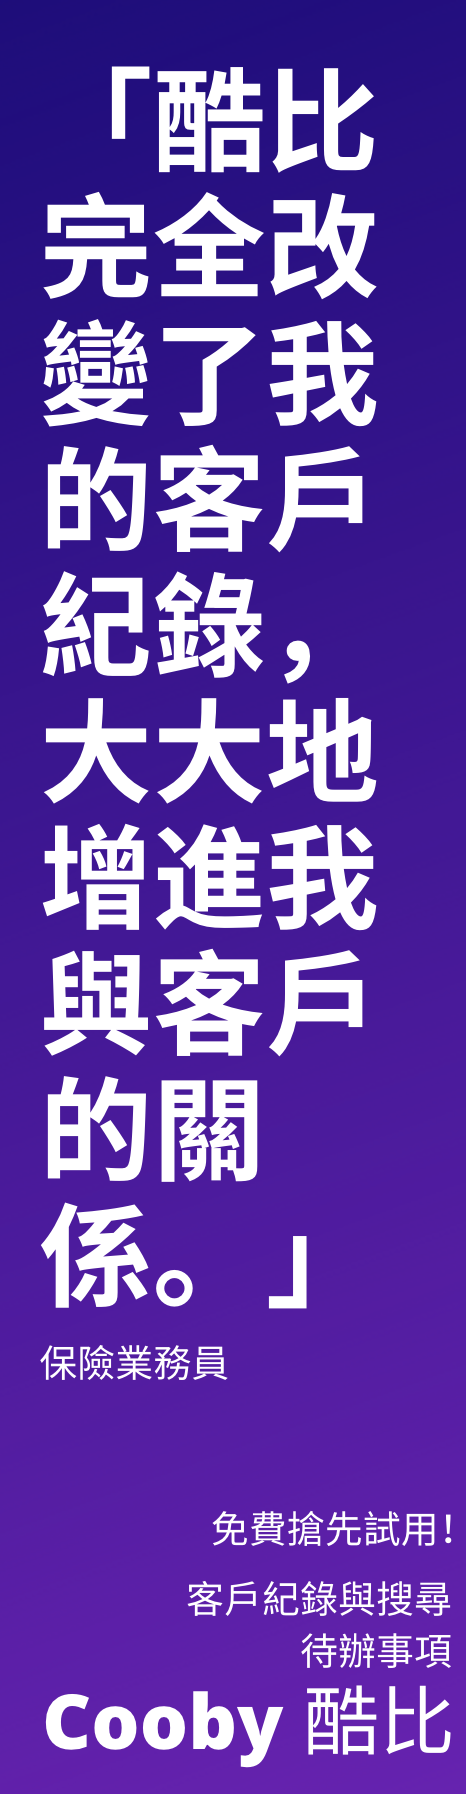 「酷比
完全改
變了我
的客戶
紀錄，
大大地
增進我
與客戶
的關
係。」
保險業務員
免費搶先試用！
客戶紀錄與搜尋
待辦事項
Cooby 酷比